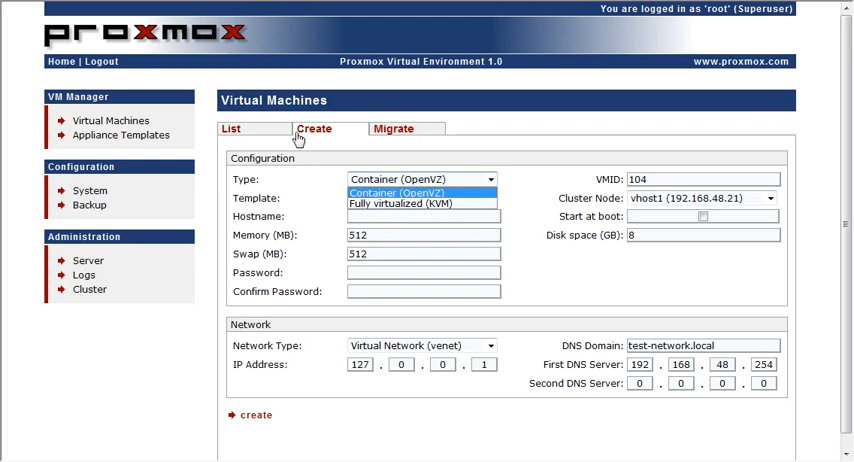 You are logged in as 'root' (Superuser)
proxmox
Home | Logout
Proxmox Virtual Environment 1.0
www.proxmox.com
VM Manager
Virtual Machines
Appliance Templates
Configuration
System
Backup
Administration
Server
Logs
Cluster
Virtual Machines
List
Create
Migrate
Configuration
Type: Container (OpenVZ)
Container (OpenVZ)
Fully virtualized (KVM)
Template:
Hostname:
Memory (MB): 512
Swap (MB): 512
Password:
Confirm Password:
VMID: 104
Cluster Node: vhost1 (192.168.48.21)
Start at boot:
Disk space (GB): 8
Network
Network Type: Virtual Network (venet)
IP Address: 127 . 0 . 0 . 1
DNS Domain: test-network.local
First DNS Server: 192 . 168 . 48 . 254
Second DNS Server: 0 . 0 . 0 . 0
create